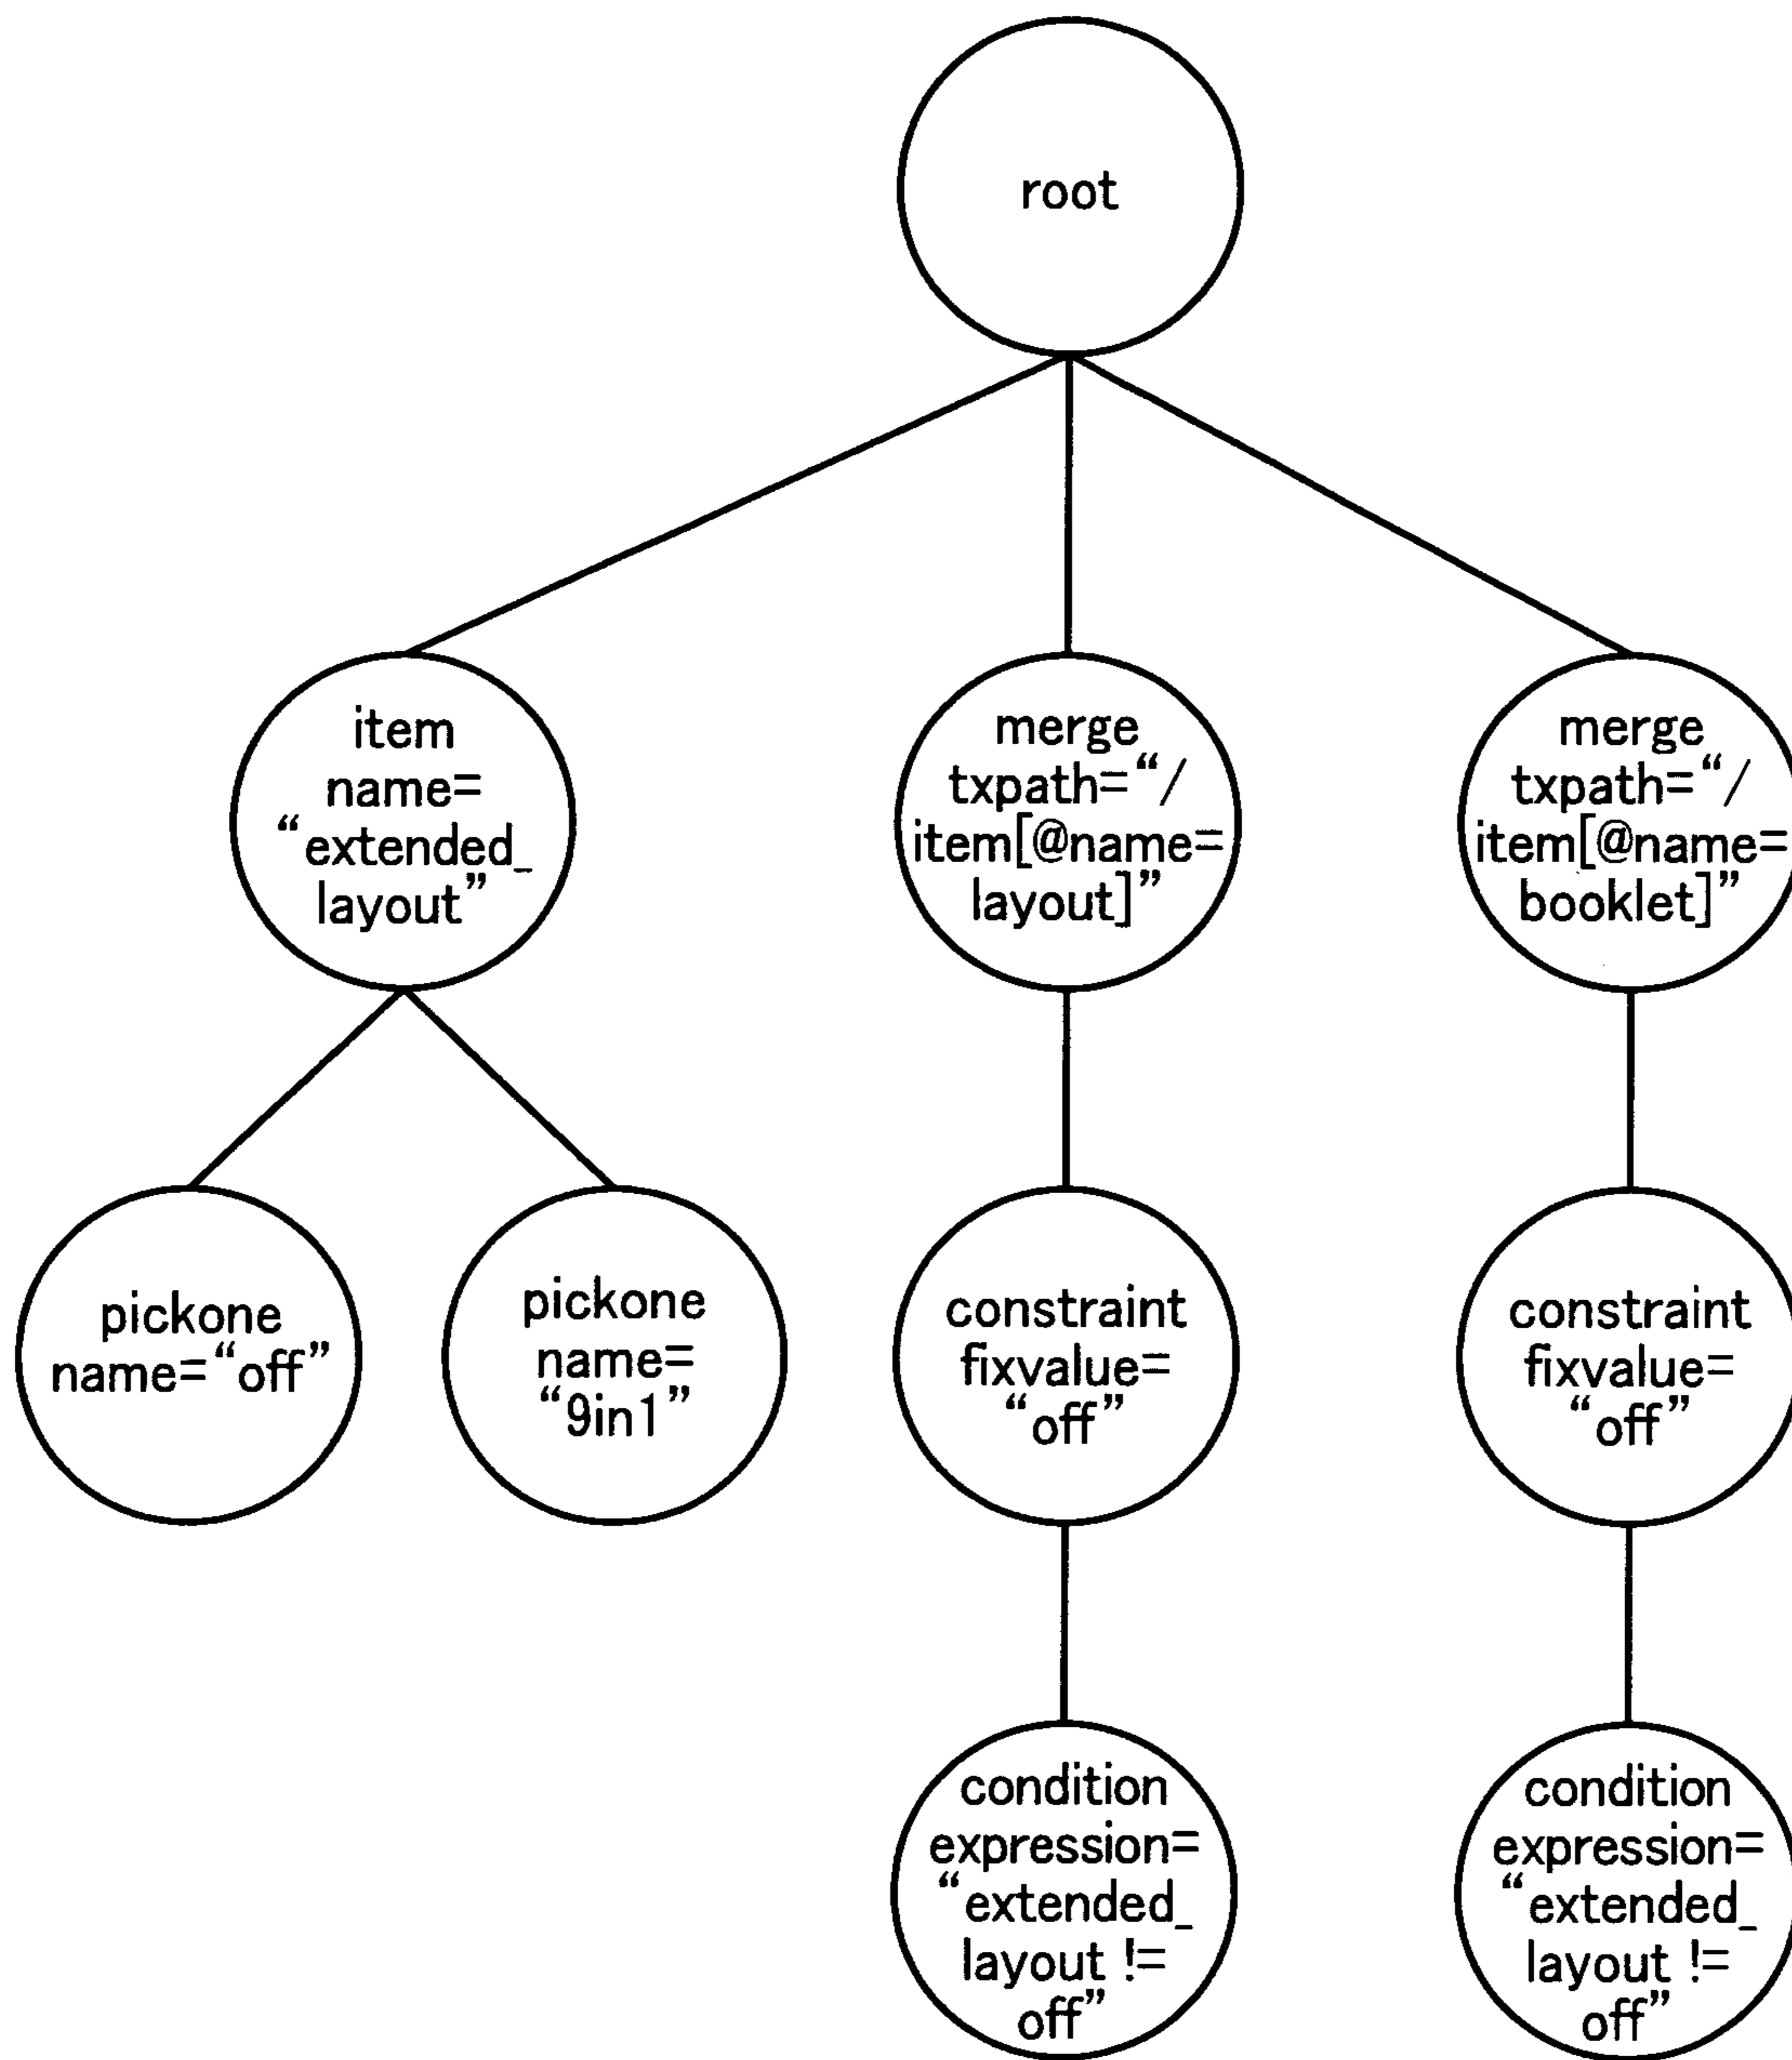 root
item
name=
“extended_
layout”
merge
txpath=“/
item[@name=
layout]”
merge
txpath=“/
item[@name=
booklet]”
pickone
name=“off”
pickone
name=
“9in1”
constraint
fixvalue=
“off”
constraint
fixvalue=
“off”
condition
expression=
“extended_
layout !=
off”
condition
expression=
“extended_
layout !=
off”